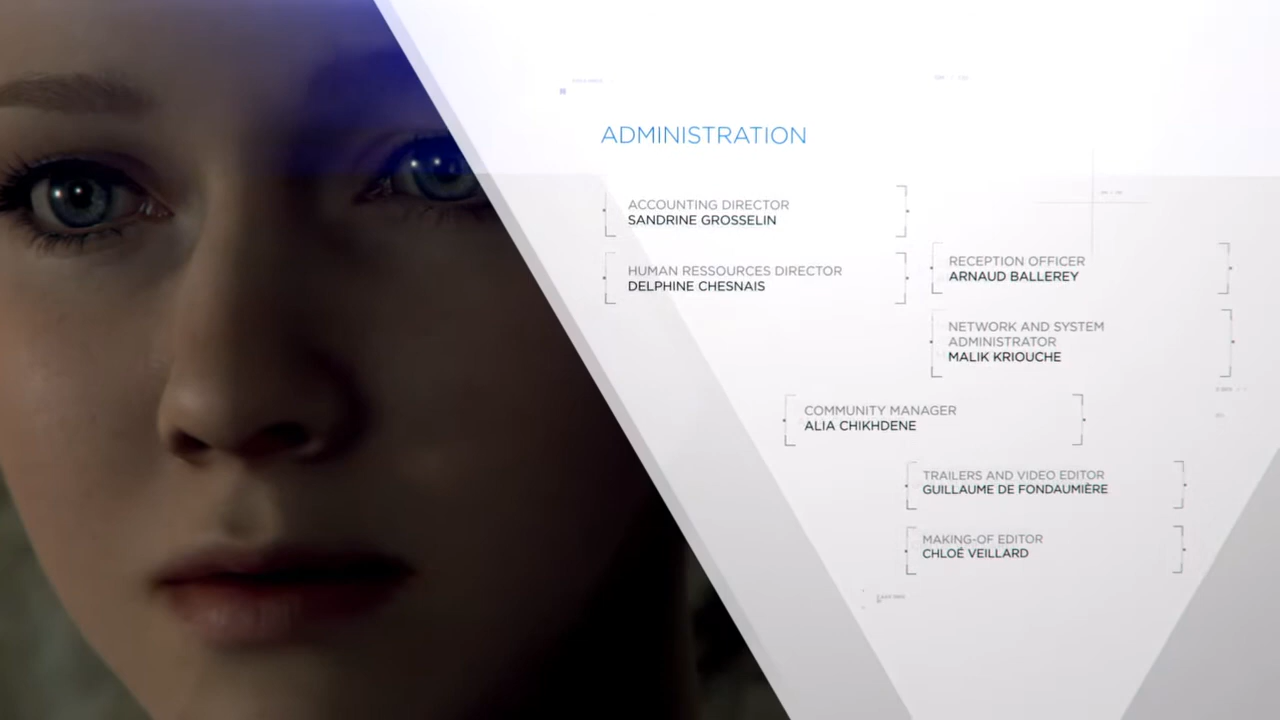 ADMINISTRATION
ACCOUNTING DIRECTOR
SANDRINE GROSSELIN
HUMAN RESSOURCES DIRECTOR
DELPHINE CHESNAIS
RECEPTION OFFICER
ARNAUD BALLEREY
NETWORK AND SYSTEM
ADMINISTRATOR
MALIK KRIOUCHE
COMMUNITY MANAGER
ALIA CHIKHDENE
TRAILERS AND VIDEO EDITOR
GUILLAUME DE FONDAUMIÈRE
MAKING-OF EDITOR
CHLOÉ VEILLARD